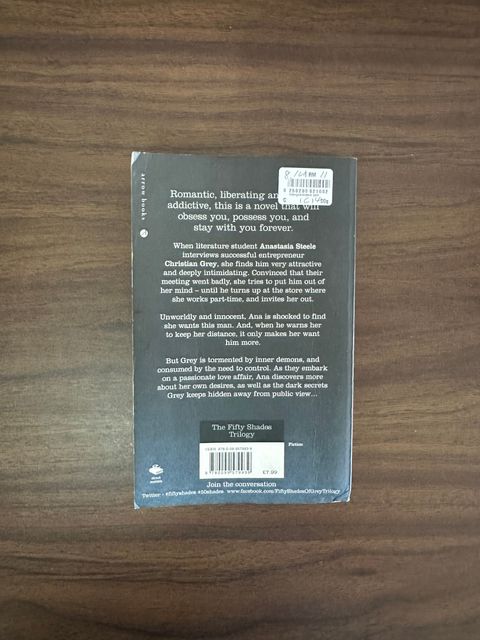 arrow books
Romantic, liberating an
addictive, this is a novel that will
obsess you, possess you, and
stay with you forever.
When literature student Anastasia Steele
interviews successful entrepreneur
Christian Grey, she finds him very attractive
and deeply intimidating. Convinced that their
meeting went badly, she tries to put him out of
her mind – until he turns up at the store where
she works part-time, and invites her out.
Unworldly and innocent, Ana is shocked to find
she wants this man. And, when he warns her
to keep her distance, it only makes her want
him more.
But Grey is tormented by inner demons, and
consumed by the need to control. As they embark
on a passionate love affair, Ana discovers more
about her own desires, as well as the dark secrets
Grey keeps hidden away from public view...
The Fifty Shades
Trilogy
Fiction
£7.99
Join the conversation
Twitter - #fiftyshades #50shades www.facebook.com/FiftyShadesOfGreyTrilogy